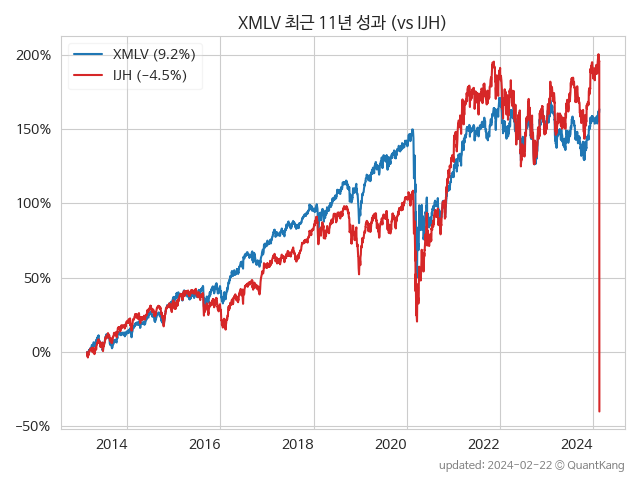 XMLV 최근 11년 성과 (vs IJH)
XMLV (9.2%)
IJH (−4.5%)
200%
150%
100%
50%
0%
−50%
2014 2016 2018 2020 2022 2024
updated: 2024-02-22 © QuantKang